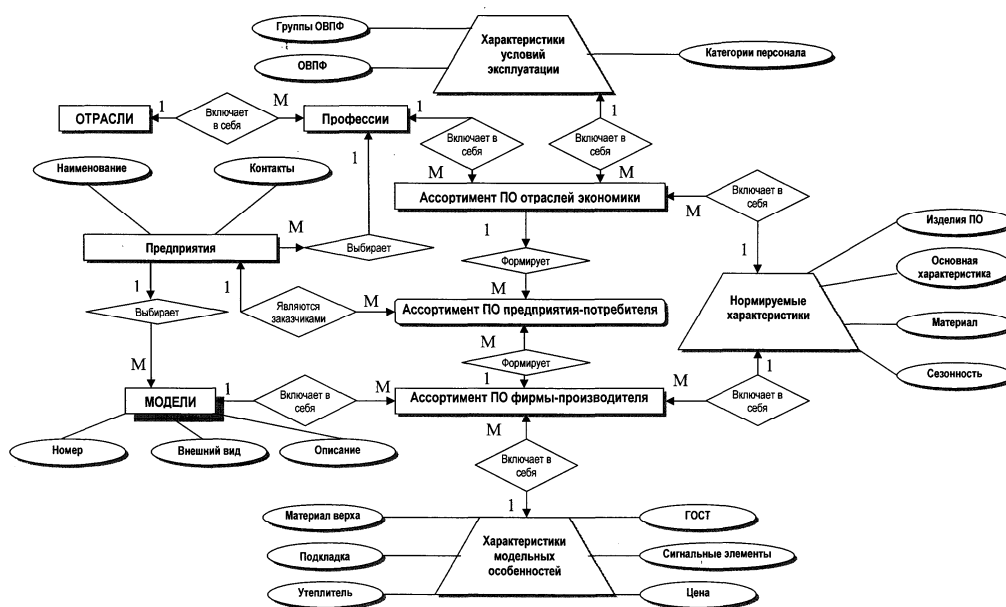 Группы ОВПФ
ОВПФ
Характеристики
условий
эксплуатации
Категории персонала
ОТРАСЛИ
1
Включает
в себя
М
Профессии
1
Включает в
себя
М
1
Включает в
себя
М
Наименование
Контакты
1
Ассортимент ПО отраслей экономики
М
Включает в
себя
1
Предприятия
М
Выбирает
1
Формирует
М
Изделия ПО
Основная
характеристика
Материал
Сезонность
Нормируемые
характеристики
1
Выбирает
М
1
Являются
заказчиками
М
Ассортимент ПО предприятия-потребителя
М
Формирует
1
МОДЕЛИ
1
Включает в
себя
М
Ассортимент ПО фирмы-производителя
М
Включает в
себя
1
Номер
Внешний вид
Описание
М
Включает в
себя
1
Материал верха
Подкладка
Утеплитель
Характеристики
модельных
особенностей
ГОСТ
Сигнальные элементы
Цена